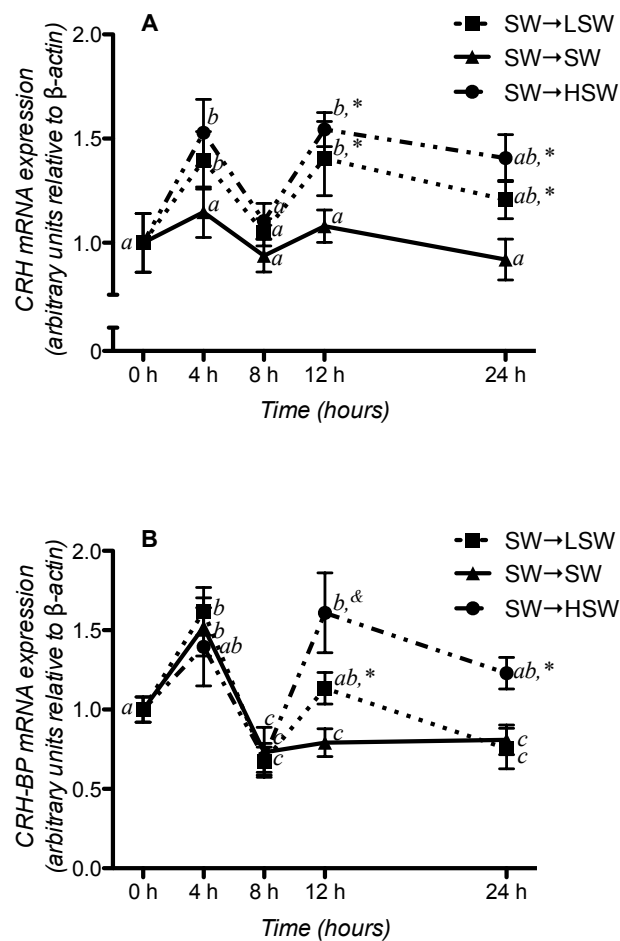 A
SW→LSW
SW→SW
SW→HSW
CRH mRNA expression
(arbitrary units relative to β-actin)
2.0
1.5
1.0
0
a
b
b
a
a
a
a
b,*
b,*
a
ab,*
ab,*
a
0 h 4 h 8 h 12 h 24 h
Time (hours)
B
SW→LSW
SW→SW
SW→HSW
CRH-BP mRNA expression
(arbitrary units relative to β-actin)
2.0
1.5
1.0
0.5
0.0
a
b
b
ab
c
c
c
b,&
ab,*
c
ab,*
c
c
0 h 4 h 8 h 12 h 24 h
Time (hours)